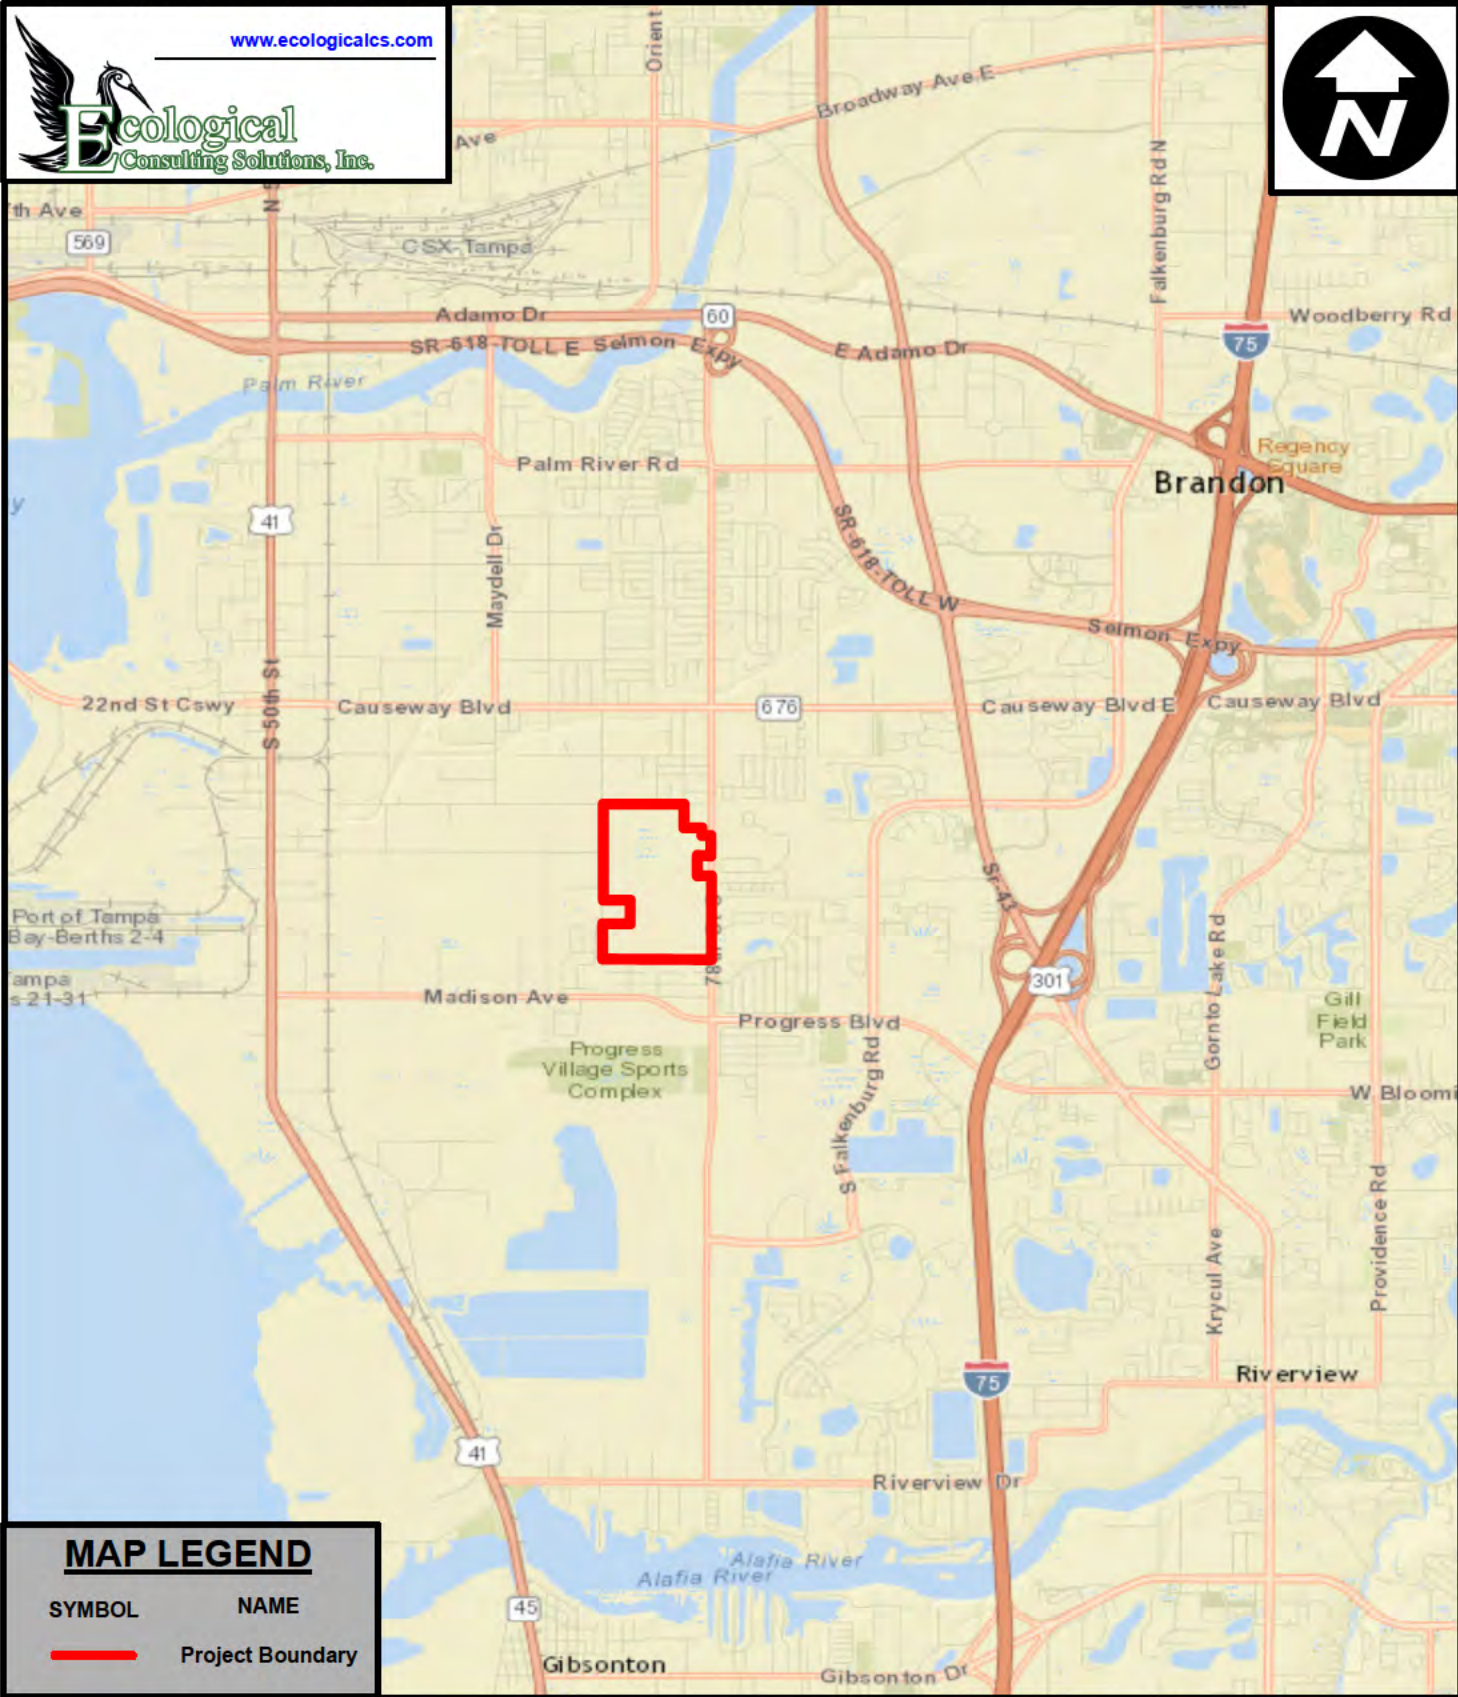 www.ecologicalcs.com
Ecological
Consulting Solutions, Inc.
N
Orient
Broadway Ave E
Ave
Falkenburg Rd N
th Ave
569
N
CSX-Tampa
Adamo Dr
60
Woodberry Rd
75
SR-618-TOLL E Selmon Expy
E Adamo Dr
Palm River
Regency
Square
Palm River Rd
Brandon
y
41
Maydell Dr
SR-618-TOLL W
Selmon Expy
S 50th St
22nd St Cswy
Causeway Blvd
676
Causeway Blvd E
Causeway Blvd
Sr-43
Port of Tampa
Bay-Berths 2-4
ampa
s 21-31
78th St S
301
Gornto Lake Rd
Madison Ave
Progress Blvd
Gill
Field
Park
Progress
Village Sports
Complex
S Falkenburg Rd
W Bloomi
Providence Rd
Krycul Ave
75
Riverview
41
Riverview Dr
Alafia River
Alafia River
45
Gibsonton
Gibsonton Dr
MAP LEGEND
SYMBOL NAME
Project Boundary